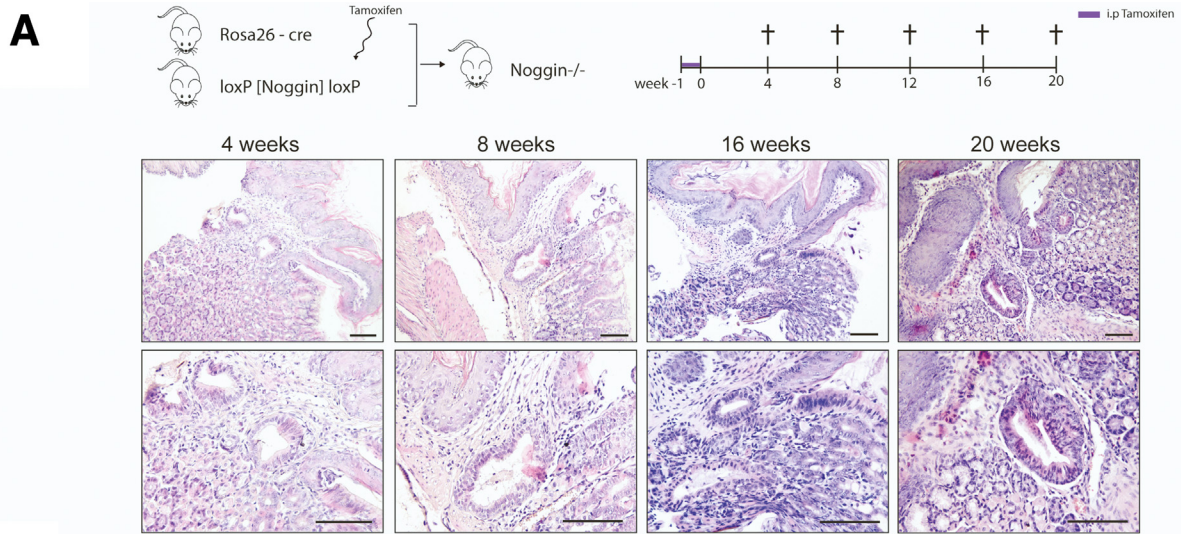 A
Rosa26 - cre
loxP [Noggin] loxP
Tamoxifen
Noggin-/-
i.p Tamoxifen
week -1 0 4 8 12 16 20
4 weeks
8 weeks
16 weeks
20 weeks